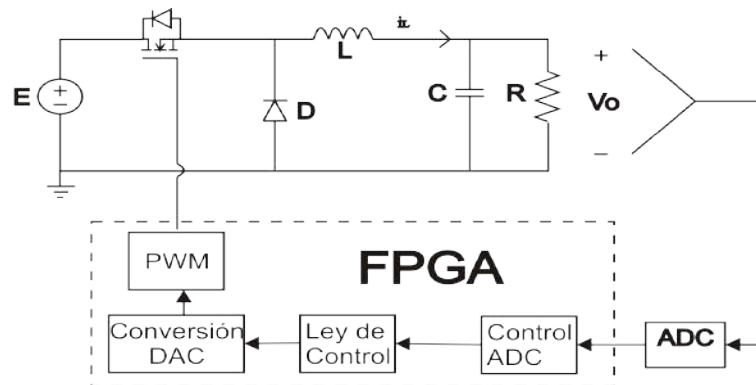 iL
L
E
D
C
R
+
Vo
−
PWM
FPGA
Conversión
DAC
Ley de
Control
Control
ADC
ADC